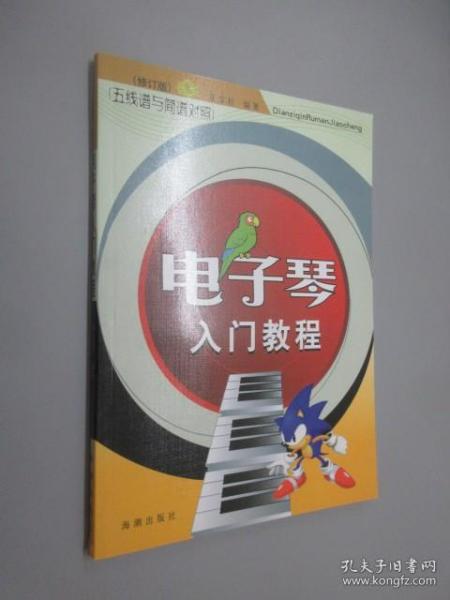 (修订版)
编著
DianziqinRumenJiaocheng
(五线谱与简谱对照)
电子琴
入门教程
海潮出版社
孔夫子旧书网
www.kongfz.com